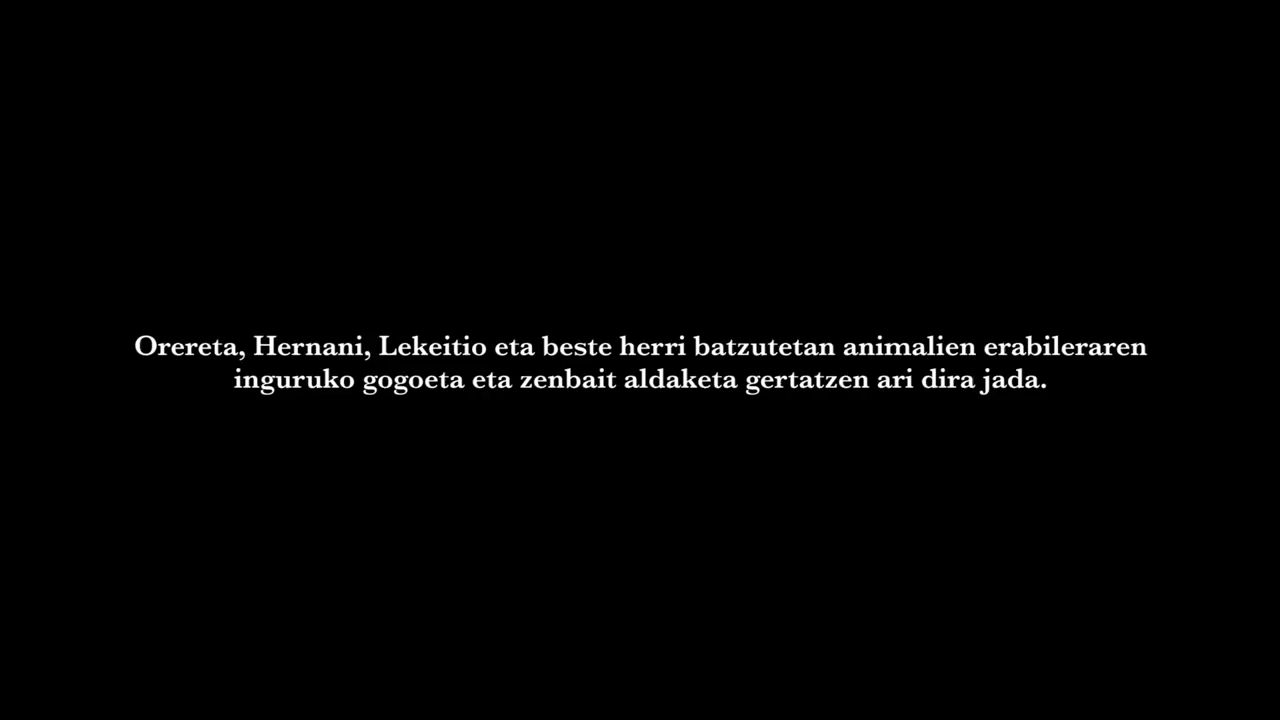 Orereta, Hernani, Lekeitio eta beste herri batzutetan animalien erabileraren
inguruko gogoeta eta zenbait aldaketa gertatzen ari dira jada.